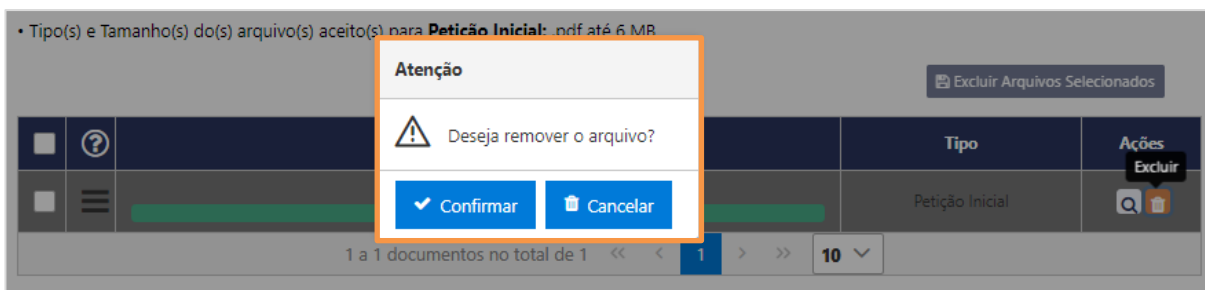 • Tipo(s) e Tamanho(s) do(s) arquivo(s) aceito(s) para Petição Inicial: .pdf até 6 MB
Atenção
Excluir Arquivos Selecionados
Deseja remover o arquivo?
Tipo
Ações
Excluir
Confirmar
Cancelar
Petição Inicial
1 a 1 documentos no total de 1 << < 1 > >> 10